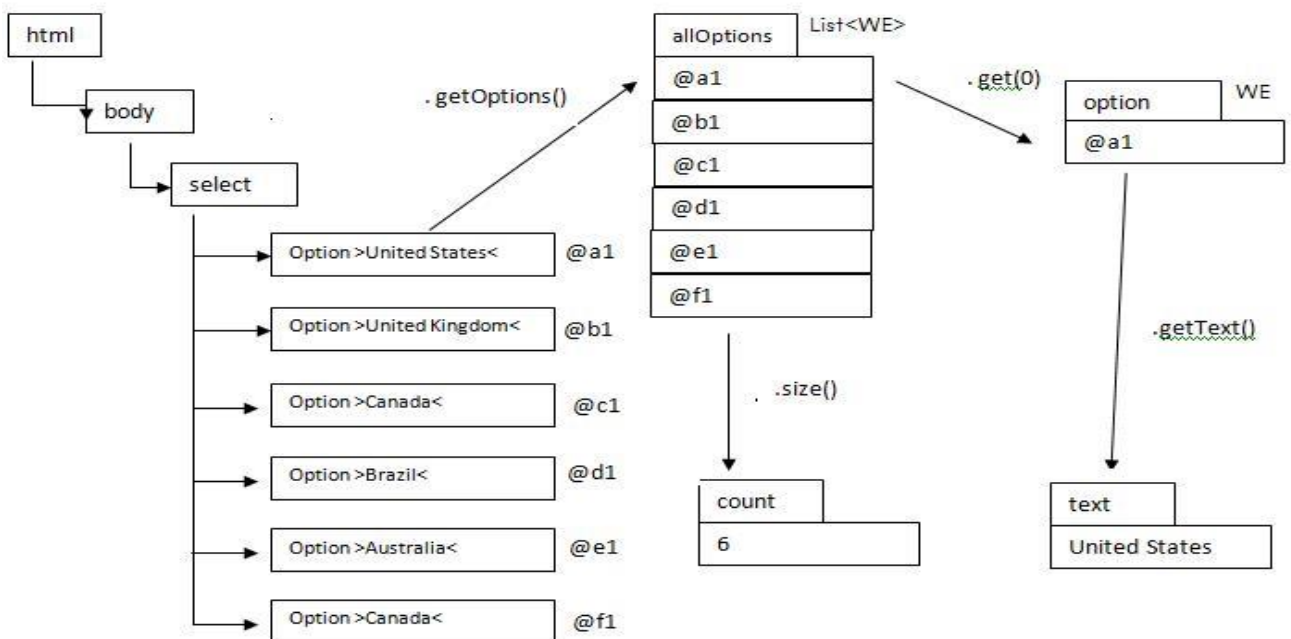 html
body
select
Option >United States< @a1
Option >United Kingdom< @b1
Option >Canada< @c1
Option >Brazil< @d1
Option >Australia< @e1
Option >Canada< @f1
.getOptions()
allOptions List<WE>
@a1
@b1
@c1
@d1
@e1
@f1
.size()
count
6
.get(0)
option WE
@a1
.getText()
text
United States